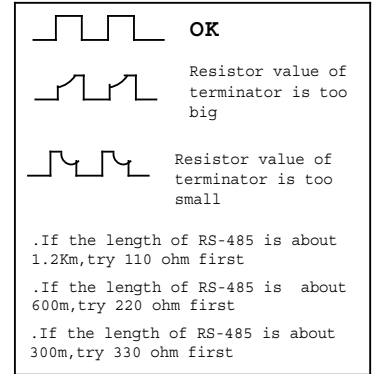 OK
Resistor value of
terminator is too
big
Resistor value of
terminator is too
small
.If the length of RS-485 is about
1.2Km,try 110 ohm first
.If the length of RS-485 is about
600m,try 220 ohm first
.If the length of RS-485 is about
300m,try 330 ohm first